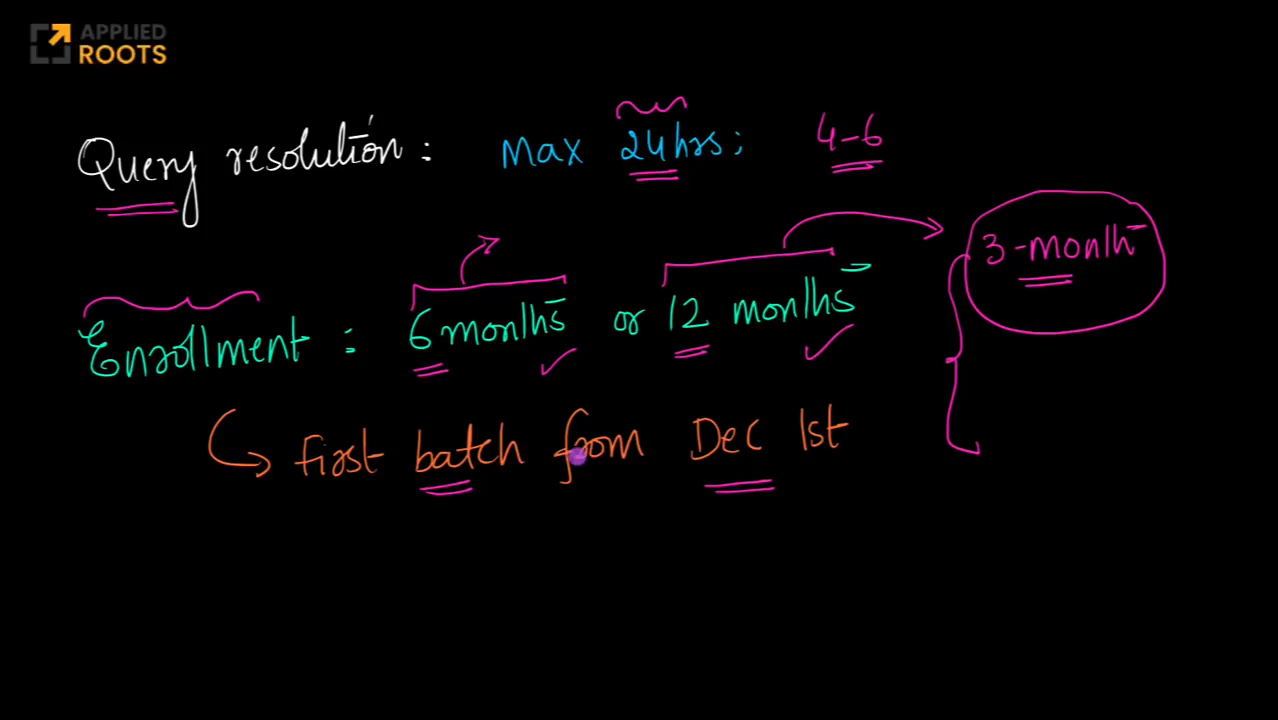 APPLIED
ROOTS
Query resolution: Max 24hrs; 4-6
3-month
Enrollment: 6 months or 12 months
First batch from Dec 1st